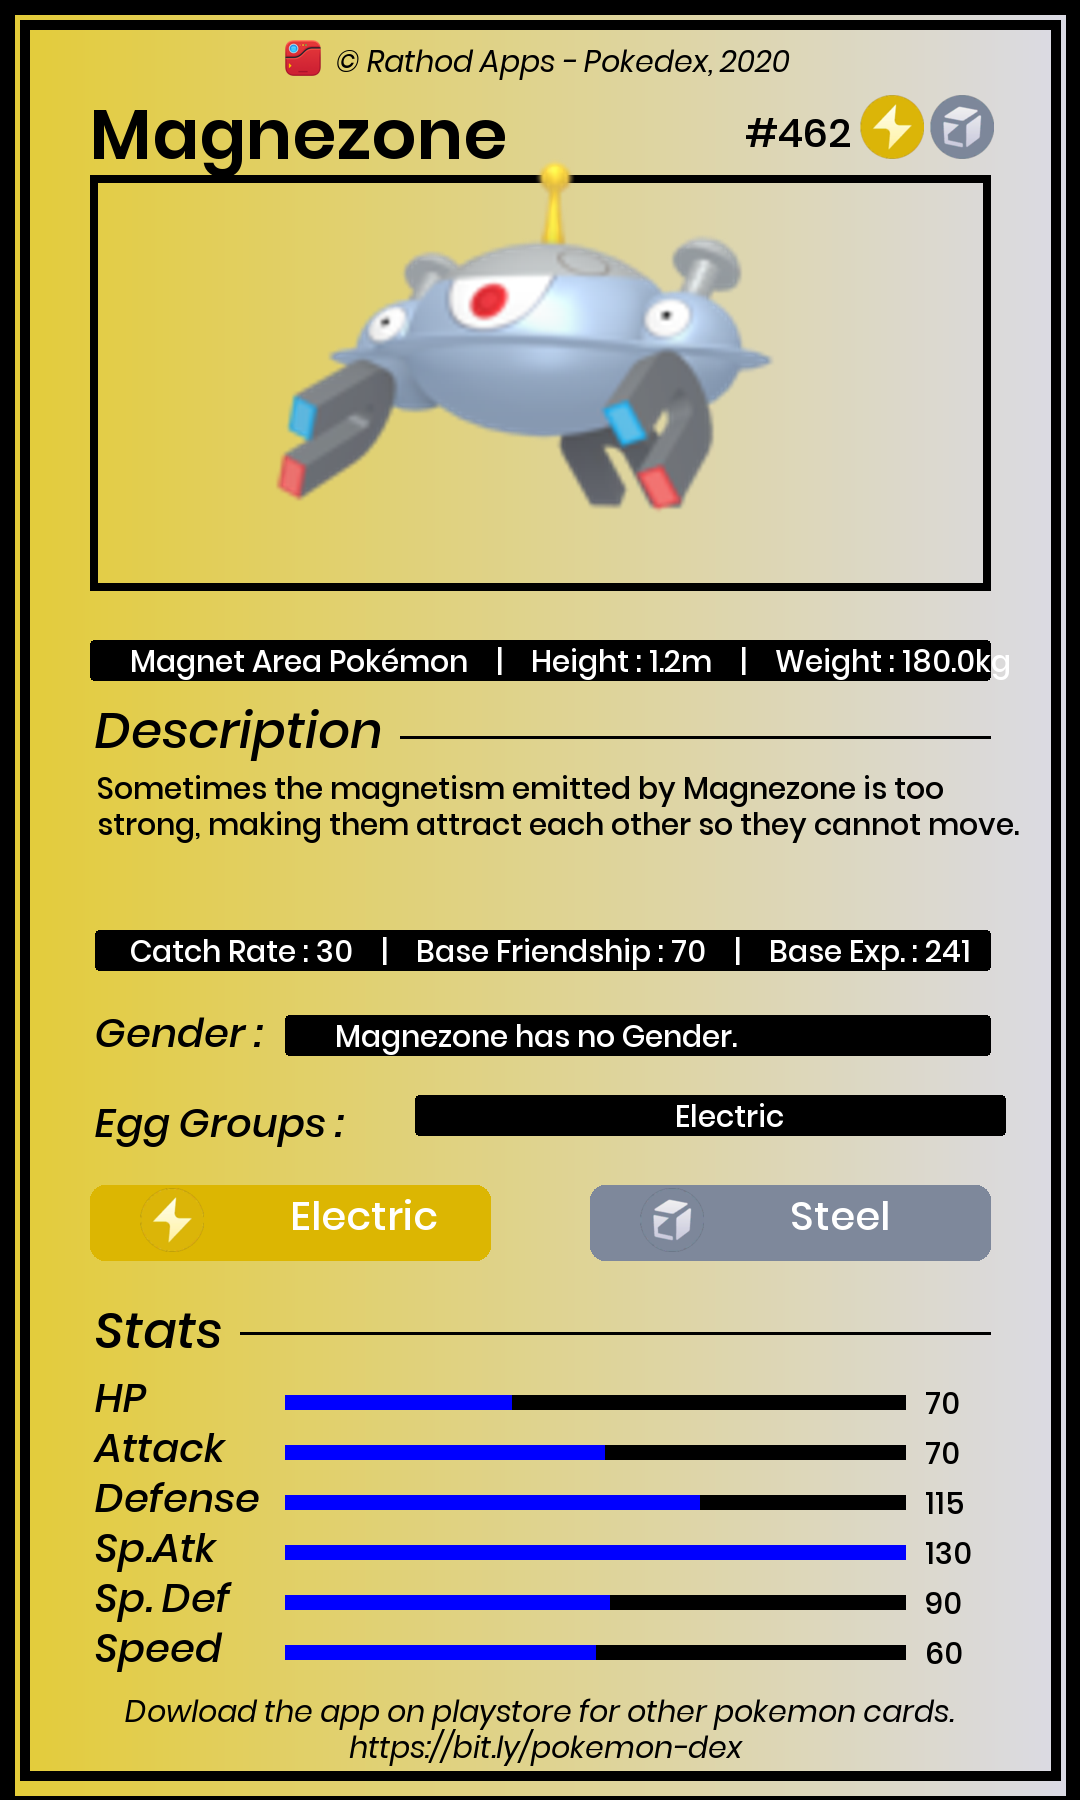 © Rathod Apps - Pokedex, 2020
Magnezone
#462
Magnet Area Pokémon | Height : 1.2m | Weight : 180.0kg
Description
Sometimes the magnetism emitted by Magnezone is too
strong, making them attract each other so they cannot move.
Catch Rate : 30 | Base Friendship : 70 | Base Exp. : 241
Gender : Magnezone has no Gender.
Egg Groups : Electric
Electric Steel
Stats
HP 70
Attack 70
Defense 115
Sp.Atk 130
Sp. Def 90
Speed 60
Dowload the app on playstore for other pokemon cards.
https://bit.ly/pokemon-dex